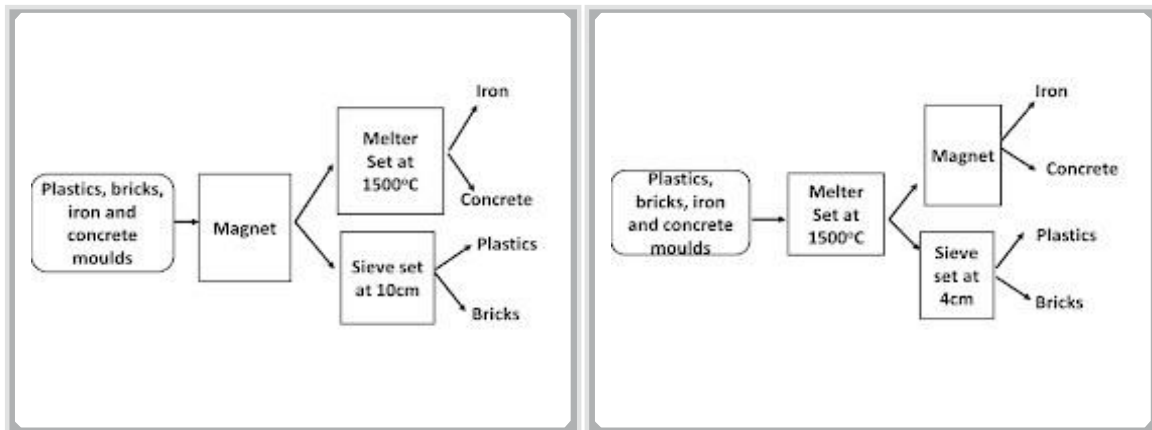 Plastics, bricks,
iron and
concrete
moulds
Magnet
Melter
Set at
1500°C
Iron
Concrete
Sieve set
at 10cm
Plastics
Bricks
Plastics,
bricks, iron
and concrete
moulds
Melter
Set at
1500°C
Magnet
Iron
Concrete
Sieve
set at
4cm
Plastics
Bricks